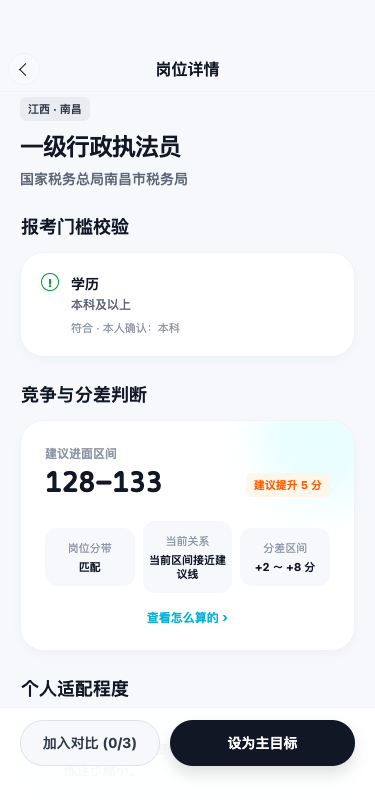 岗位详情
江西 · 南昌
一级行政执法员
国家税务总局南昌市税务局
报考门槛校验
学历
本科及以上
符合 · 本人确认：本科
竞争与分差判断
建议进面区间
128–133
建议提升 5 分
岗位分带
匹配
当前关系
当前区间接近建
议线
分差区间
+2 ～ +8 分
查看怎么算的 ›
个人适配程度
加入对比 (0/3)
设为主目标